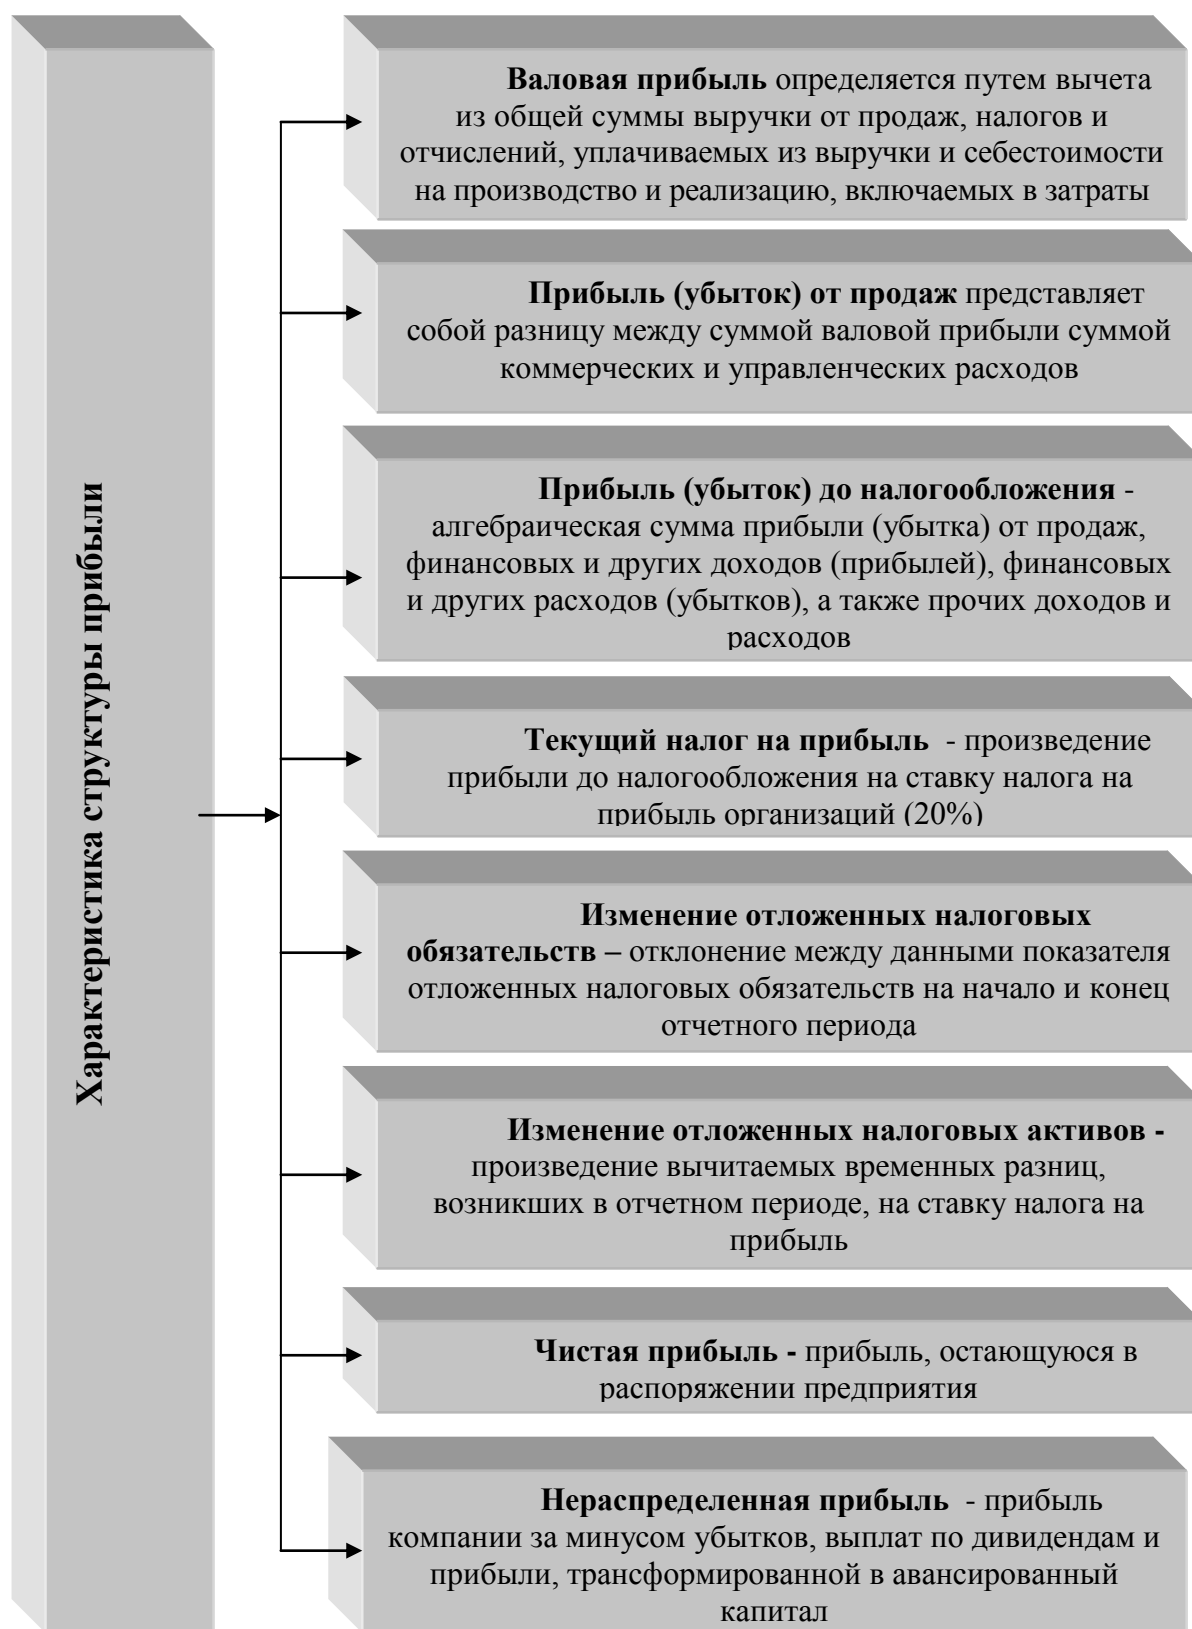 Характеристика структуры прибыли
Валовая прибыль определяется путем вычета
из общей суммы выручки от продаж, налогов и
отчислений, уплачиваемых из выручки и себестоимости
на производство и реализацию, включаемых в затраты
Прибыль (убыток) от продаж представляет
собой разницу между суммой валовой прибыли суммой
коммерческих и управленческих расходов
Прибыль (убыток) до налогообложения -
алгебраическая сумма прибыли (убытка) от продаж,
финансовых и других доходов (прибылей), финансовых
и других расходов (убытков), а также прочих доходов и
расходов
Текущий налог на прибыль - произведение
прибыли до налогообложения на ставку налога на
прибыль организаций (20%)
Изменение отложенных налоговых
обязательств – отклонение между данными показателя
отложенных налоговых обязательств на начало и конец
отчетного периода
Изменение отложенных налоговых активов -
произведение вычитаемых временных разниц,
возникших в отчетном периоде, на ставку налога на
прибыль
Чистая прибыль - прибыль, остающуюся в
распоряжении предприятия
Нераспределенная прибыль - прибыль
компании за минусом убытков, выплат по дивидендам и
прибыли, трансформированной в авансированный
капитал